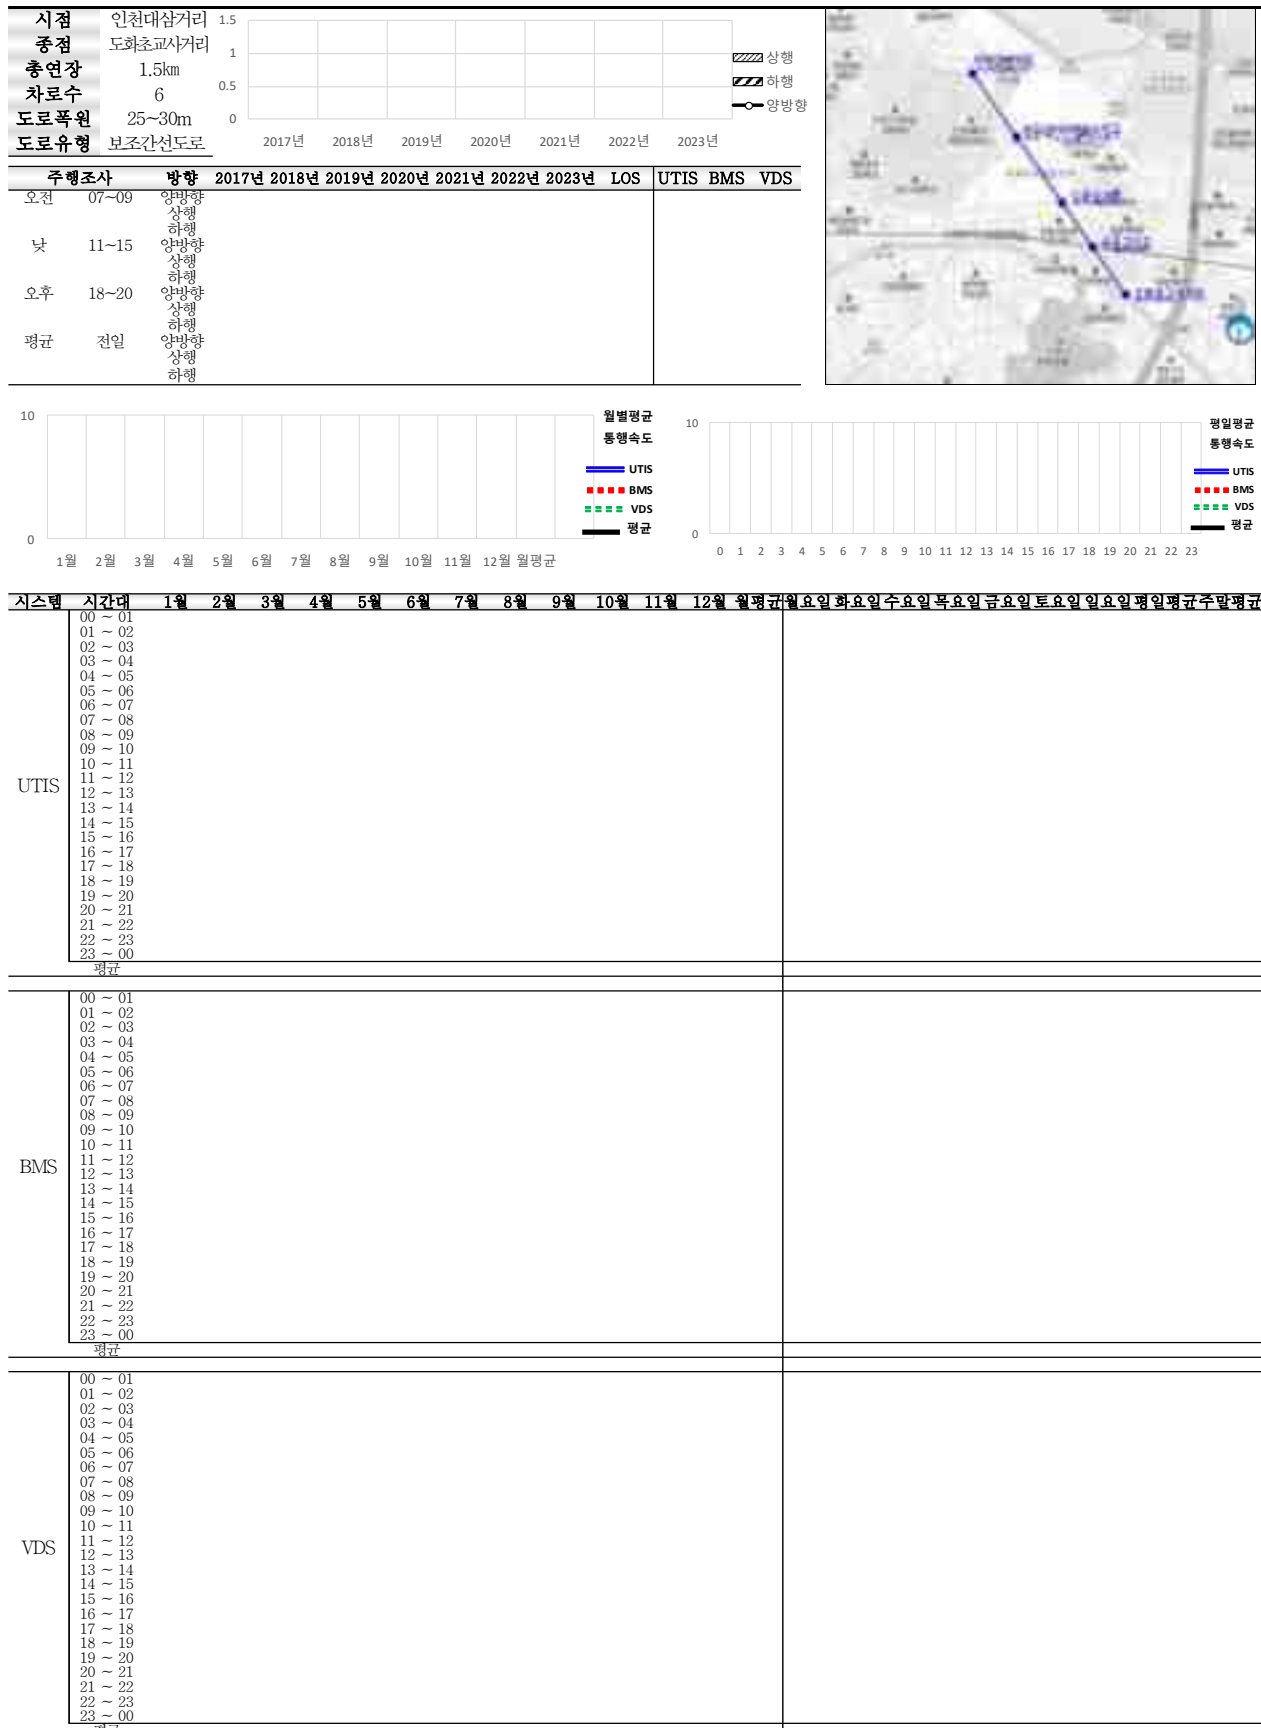 시점 인천대삼거리
종점 도화초교사거리
총연장 1.5㎞
차로수 6
도로폭원 25~30m
도로유형 보조간선도로
1.5
1
0.5
0
2017년 2018년 2019년 2020년 2021년 2022년 2023년
상행
하행
양방향
주행조사 방향 2017년 2018년 2019년 2020년 2021년 2022년 2023년 LOS UTIS BMS VDS
오전 07~09 양방향
상행
하행
낮 11~15 양방향
상행
하행
오후 18~20 양방향
상행
하행
평균 전일 양방향
상행
하행
10
0
1월 2월 3월 4월 5월 6월 7월 8월 9월 10월 11월 12월 월평균
월별평균
통행속도
UTIS
BMS
VDS
평균
10
0
0 1 2 3 4 5 6 7 8 9 10 11 12 13 14 15 16 17 18 19 20 21 22 23
평일평균
통행속도
UTIS
BMS
VDS
평균
시스템 시간대 1월 2월 3월 4월 5월 6월 7월 8월 9월 10월 11월 12월 월평균 월요일 화요일 수요일 목요일 금요일 토요일 일요일 평일평균 주말평균
UTIS
00 ~ 01
01 ~ 02
02 ~ 03
03 ~ 04
04 ~ 05
05 ~ 06
06 ~ 07
07 ~ 08
08 ~ 09
09 ~ 10
10 ~ 11
11 ~ 12
12 ~ 13
13 ~ 14
14 ~ 15
15 ~ 16
16 ~ 17
17 ~ 18
18 ~ 19
19 ~ 20
20 ~ 21
21 ~ 22
22 ~ 23
23 ~ 00
평균
BMS
00 ~ 01
01 ~ 02
02 ~ 03
03 ~ 04
04 ~ 05
05 ~ 06
06 ~ 07
07 ~ 08
08 ~ 09
09 ~ 10
10 ~ 11
11 ~ 12
12 ~ 13
13 ~ 14
14 ~ 15
15 ~ 16
16 ~ 17
17 ~ 18
18 ~ 19
19 ~ 20
20 ~ 21
21 ~ 22
22 ~ 23
23 ~ 00
평균
VDS
00 ~ 01
01 ~ 02
02 ~ 03
03 ~ 04
04 ~ 05
05 ~ 06
06 ~ 07
07 ~ 08
08 ~ 09
09 ~ 10
10 ~ 11
11 ~ 12
12 ~ 13
13 ~ 14
14 ~ 15
15 ~ 16
16 ~ 17
17 ~ 18
18 ~ 19
19 ~ 20
20 ~ 21
21 ~ 22
22 ~ 23
23 ~ 00